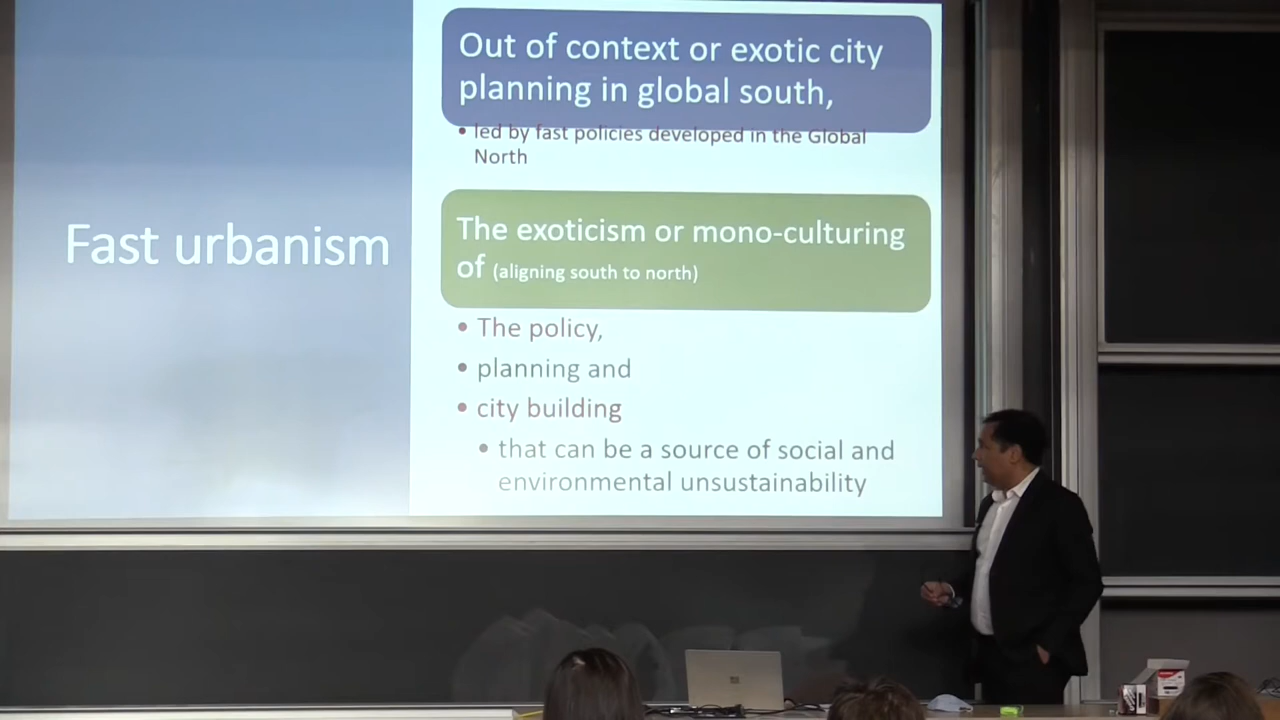 Fast urbanism
Out of context or exotic city
planning in global south,
• led by fast policies developed in the Global
North
The exoticism or mono-culturing
of (aligning south to north)
• The policy,
• planning and
• city building
• that can be a source of social and
environmental unsustainability